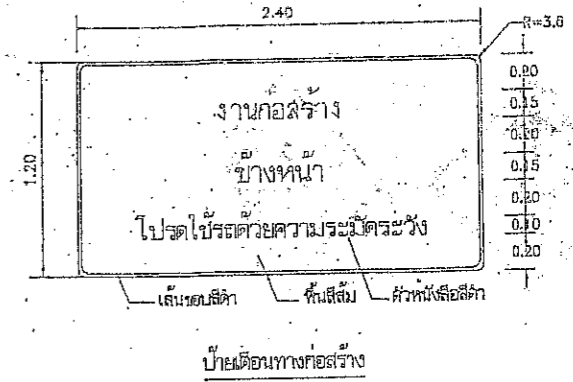 2.40
R=3.8
1.20
งานก่อสร้าง
ข้างหน้า
โปรดใช้รถด้วยความระมัดระวัง
0.20
0.15
0.15
0.20
0.10
0.20
เส้นขอบสีดำ
พื้นสีส้ม
ตัวหนังสือสีดำ
ป้ายเตือนทางก่อสร้าง